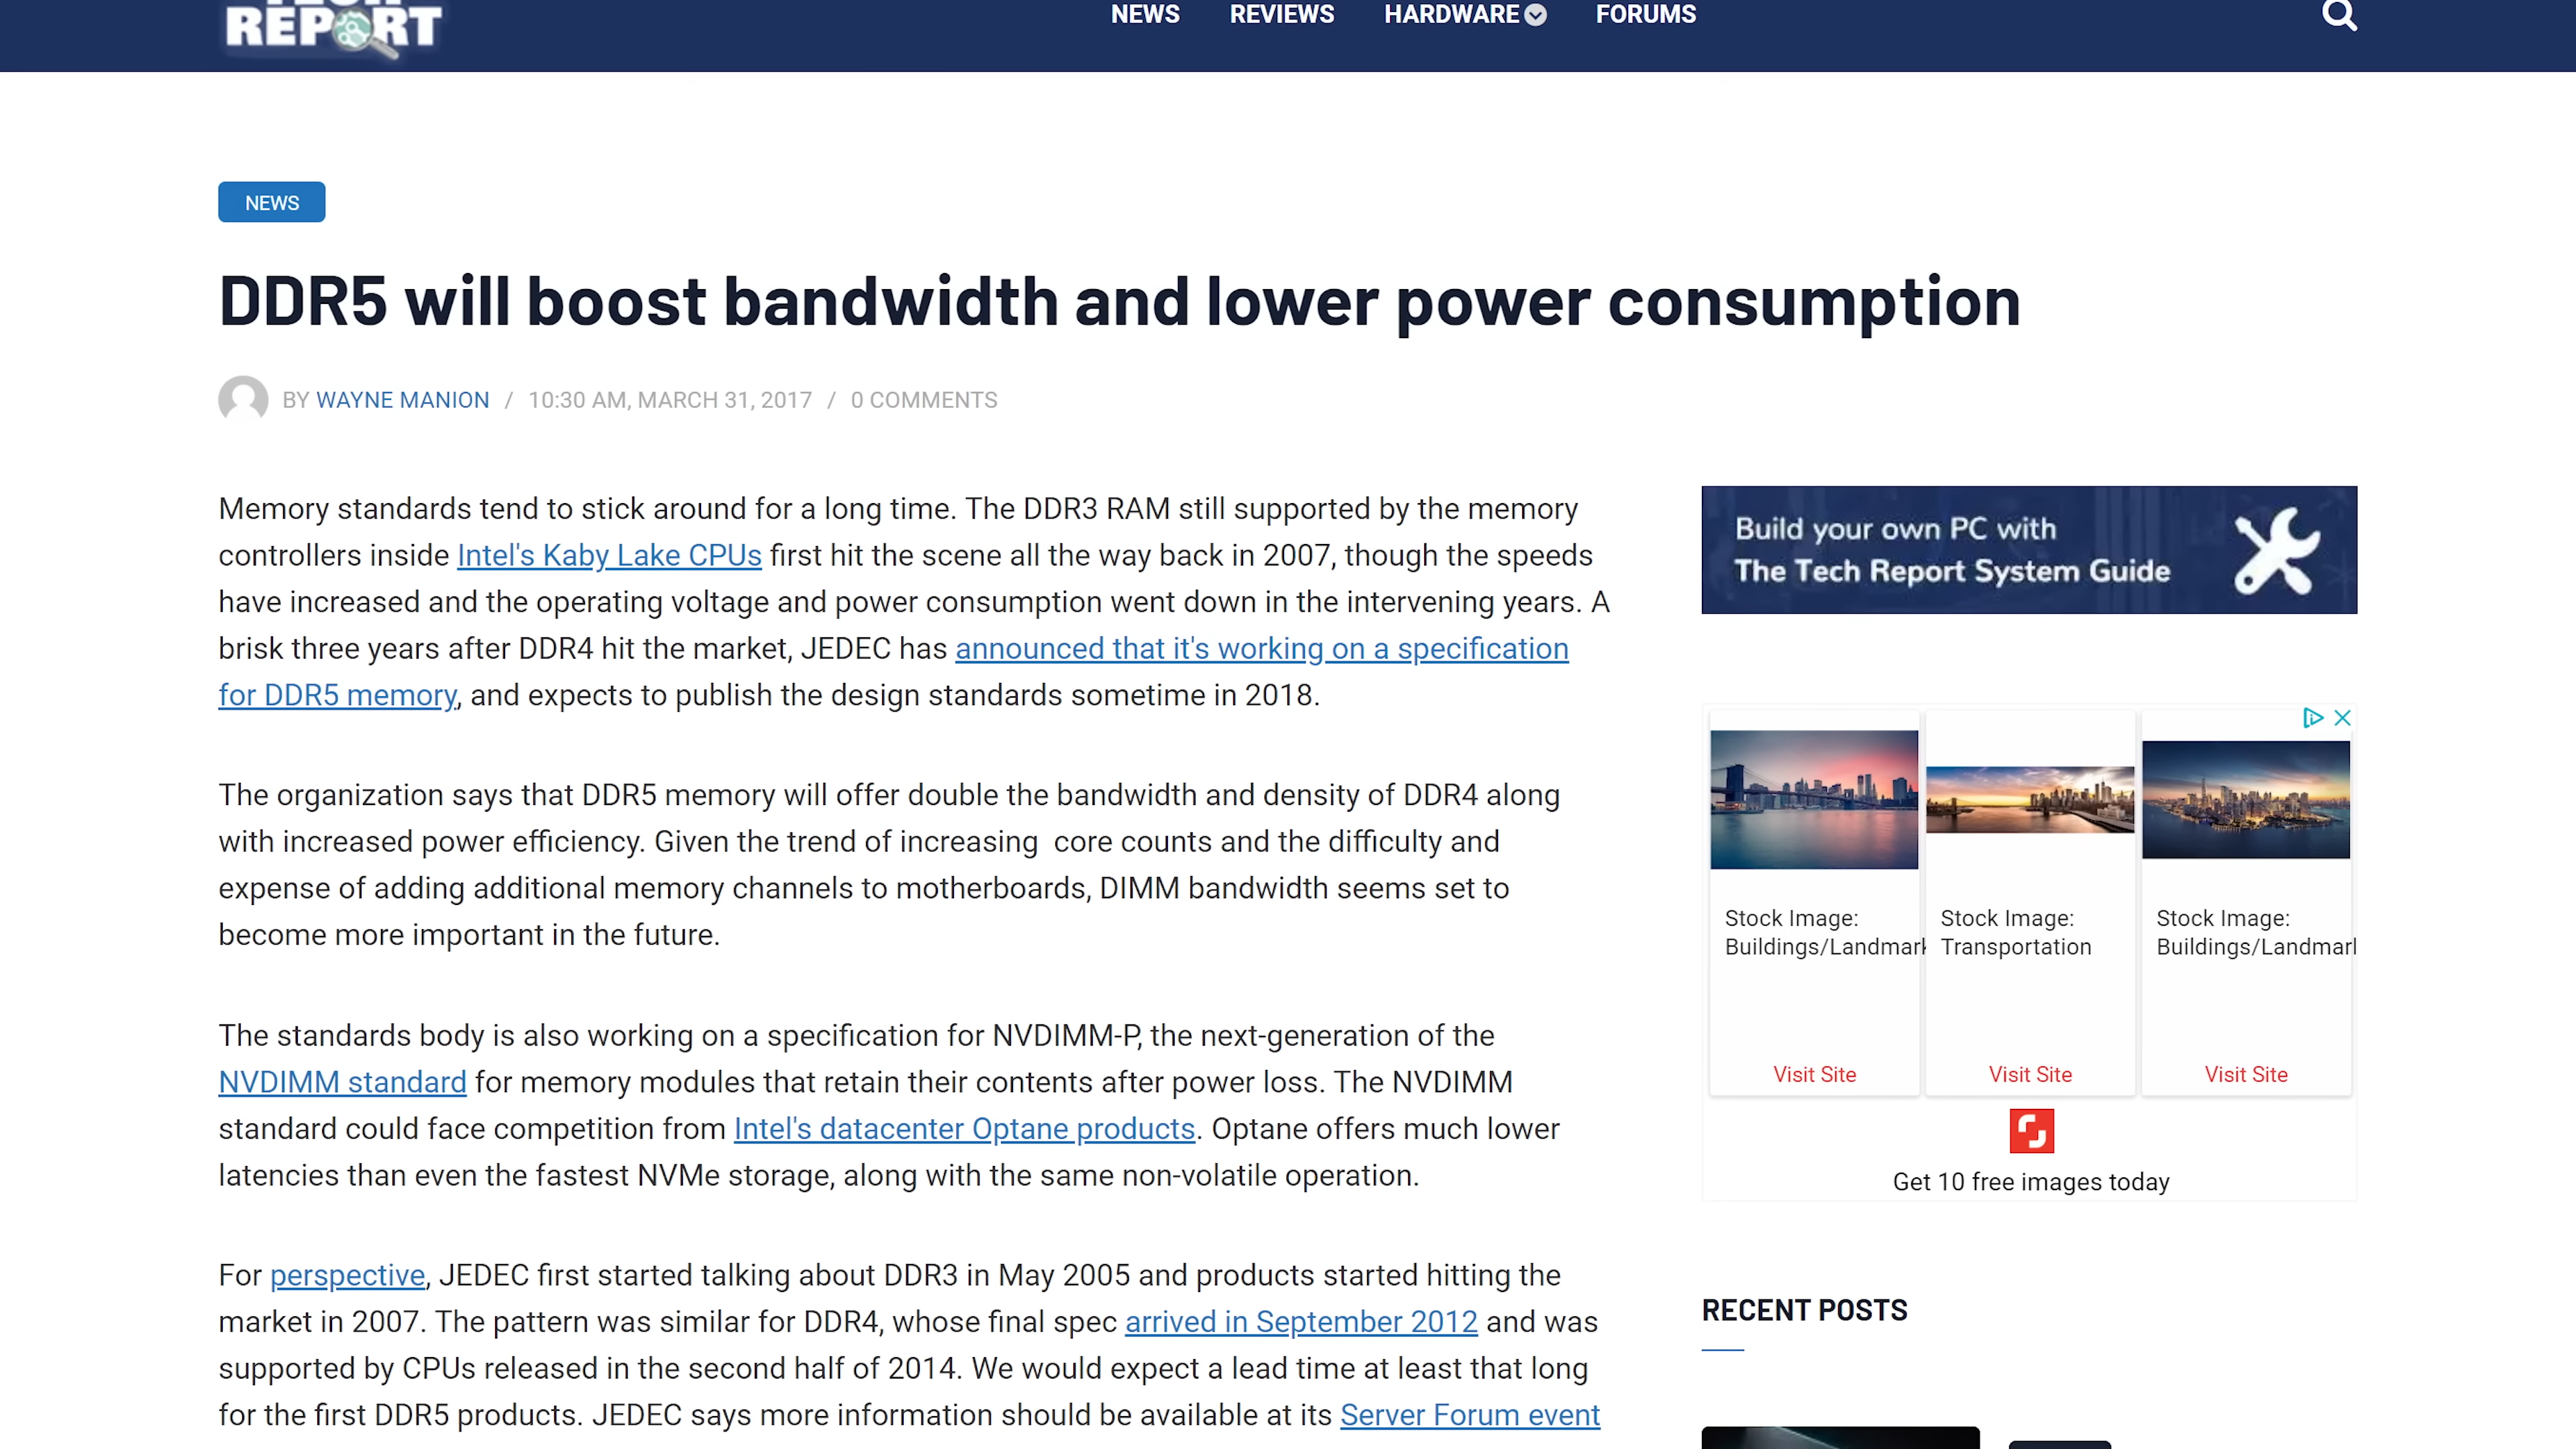 TECH
REPORT
NEWS REVIEWS HARDWARE FORUMS
NEWS
DDR5 will boost bandwidth and lower power consumption
BY WAYNE MANION / 10:30 AM, MARCH 31, 2017 / 0 COMMENTS
Memory standards tend to stick around for a long time. The DDR3 RAM still supported by the memory
controllers inside Intel's Kaby Lake CPUs first hit the scene all the way back in 2007, though the speeds
have increased and the operating voltage and power consumption went down in the intervening years. A
brisk three years after DDR4 hit the market, JEDEC has announced that it's working on a specification
for DDR5 memory, and expects to publish the design standards sometime in 2018.
The organization says that DDR5 memory will offer double the bandwidth and density of DDR4 along
with increased power efficiency. Given the trend of increasing  core counts and the difficulty and
expense of adding additional memory channels to motherboards, DIMM bandwidth seems set to
become more important in the future.
The standards body is also working on a specification for NVDIMM-P, the next-generation of the
NVDIMM standard for memory modules that retain their contents after power loss. The NVDIMM
standard could face competition from Intel's datacenter Optane products. Optane offers much lower
latencies than even the fastest NVMe storage, along with the same non-volatile operation.
For perspective, JEDEC first started talking about DDR3 in May 2005 and products started hitting the
market in 2007. The pattern was similar for DDR4, whose final spec arrived in September 2012 and was
supported by CPUs released in the second half of 2014. We would expect a lead time at least that long
for the first DDR5 products. JEDEC says more information should be available at its Server Forum event
Build your own PC with
The Tech Report System Guide
Stock Image:
Buildings/Landmark
Visit Site
Stock Image:
Transportation
Visit Site
Stock Image:
Buildings/Landmar
Visit Site
Get 10 free images today
RECENT POSTS